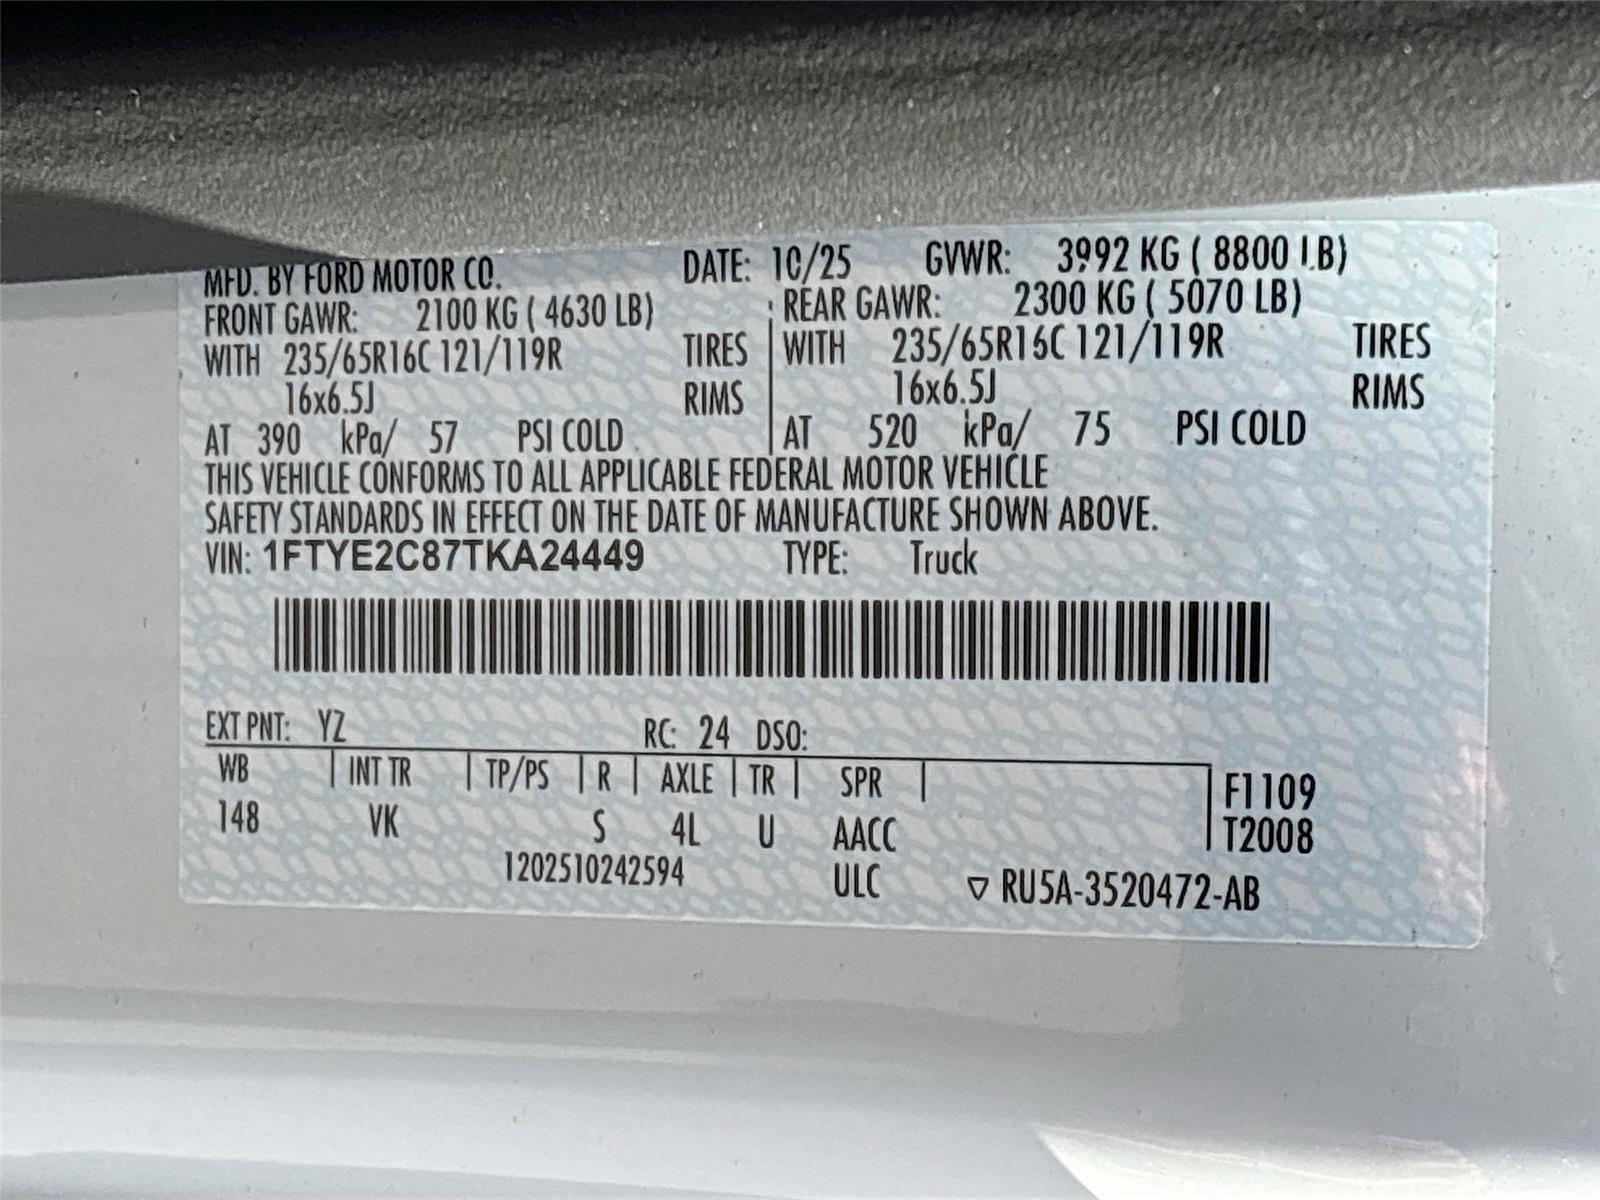 MFD. BY FORD MOTOR CO. DATE: 10/25 GVWR: 3992 KG ( 8800 LB)
FRONT GAWR: 2100 KG ( 4630 LB) REAR GAWR: 2300 KG ( 5070 LB)
WITH 235/65R16C 121/119R TIRES WITH 235/65R16C 121/119R TIRES
16x6.5J RIMS 16x6.5J RIMS
AT 390 kPa/ 57 PSI COLD AT 520 kPa/ 75 PSI COLD
THIS VEHICLE CONFORMS TO ALL APPLICABLE FEDERAL MOTOR VEHICLE
SAFETY STANDARDS IN EFFECT ON THE DATE OF MANUFACTURE SHOWN ABOVE.
VIN: 1FTYE2C87TKA24449 TYPE: Truck
EXT PNT: YZ RC: 24 DSO:
WB INT TR TP/PS R AXLE TR SPR F1109
148 VK S 4L U AACC T2008
1202510242594 ULC ▽ RU5A-3520472-AB